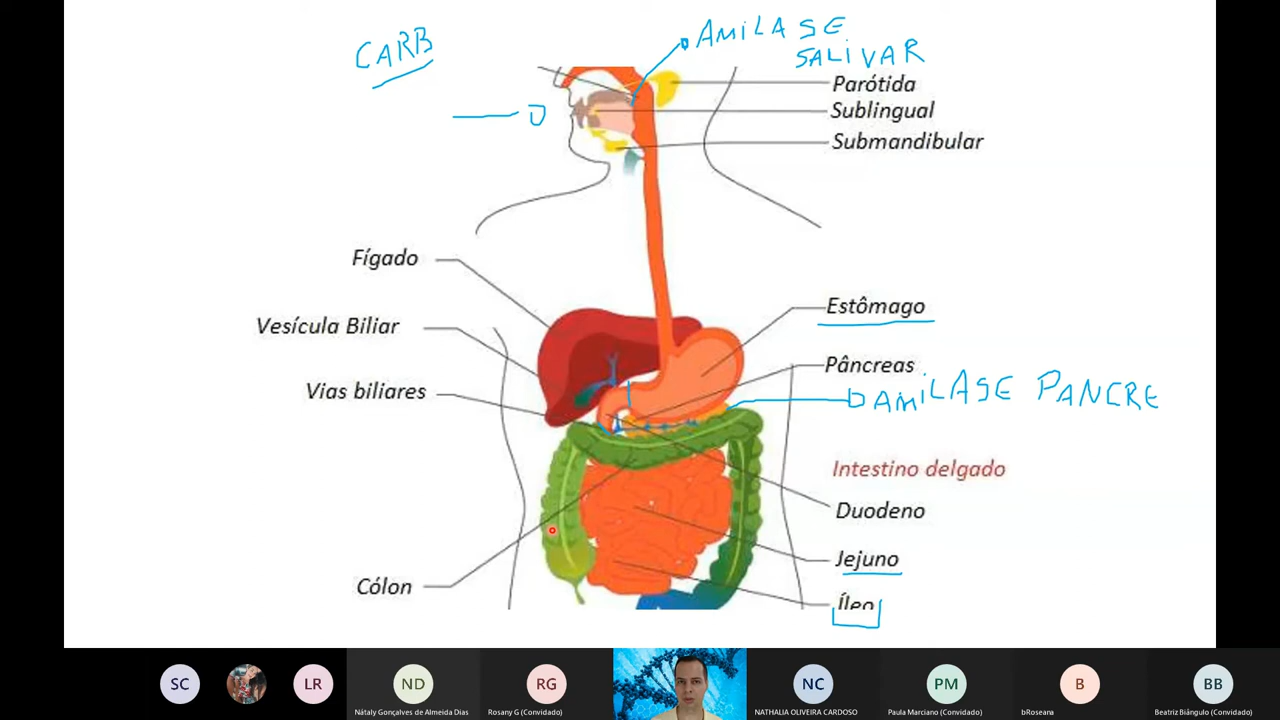 CARB
AMILASE
SALIVAR
Parótida
Sublingual
Submandibular
Fígado
Vesícula Biliar
Estômago
Vias biliares
Pâncreas
AMILASE PANCRE
Intestino delgado
Duodeno
Jejuno
Cólon
Íleo
SC
LR
ND
RG
NC
PM
B
BB
Nátaly Gonçalves de Almeida Dias
Rosany G (Convidado)
NATHALIA OLIVEIRA CARDOSO
Paula Marciano (Convidado)
bRoseana
Beatriz Biângulo (Convidado)